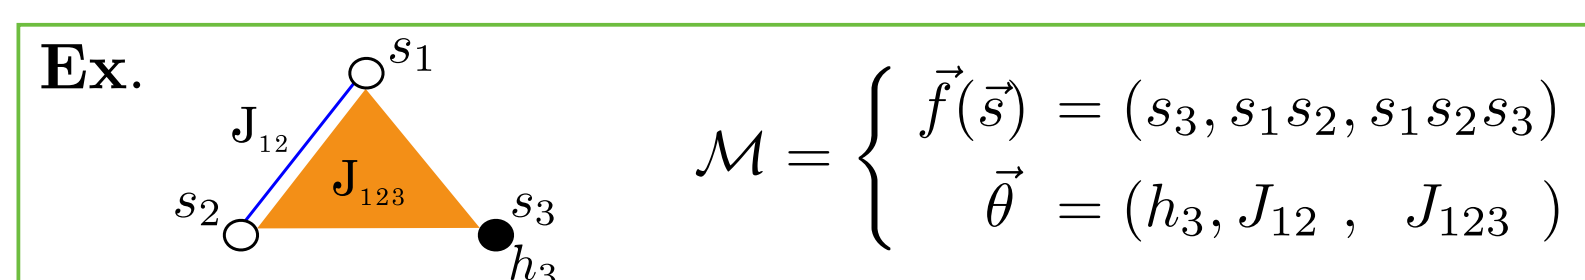 Ex.
s₁
J₁₂
J₁₂₃
s₂
s₃
h₃
ℳ = {
f⃗(s⃗) = (s₃, s₁s₂, s₁s₂s₃)
θ⃗ = (h₃, J₁₂ , J₁₂₃ )